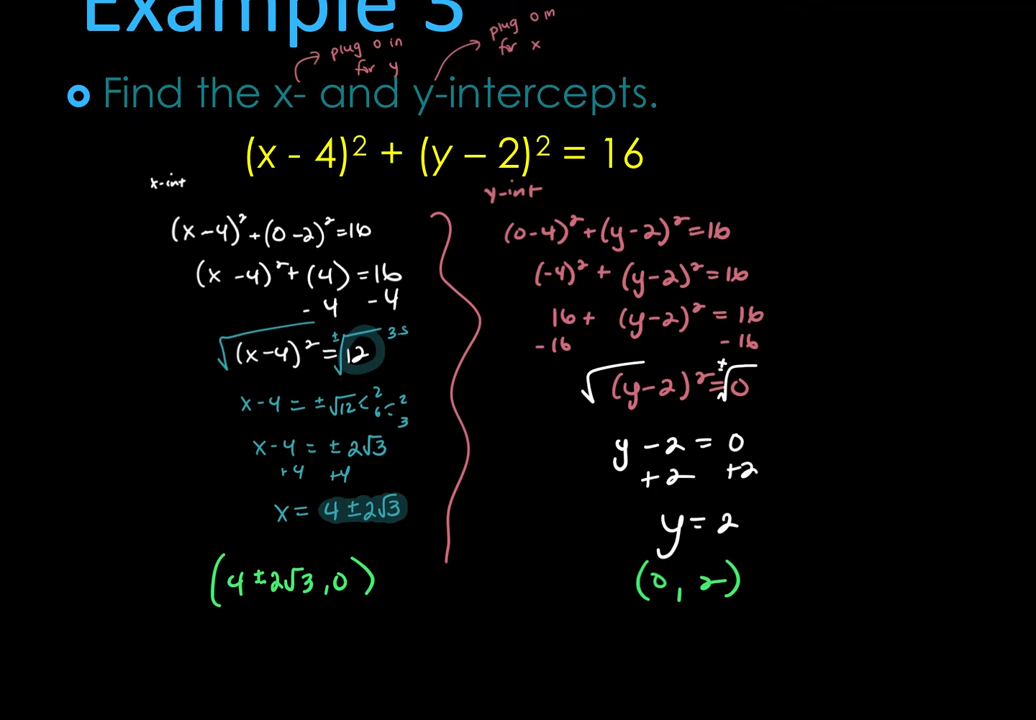 Example 3
plug 0 in
for y
plug 0 in
for x
Find the x- and y-intercepts.
(x - 4)² + (y – 2)² = 16
x-int
(x-4)² + (0-2)² = 16
(x-4)² + (4) = 16
- 4 - 4
√(x-4)² = ±√12
x-4 = ±√12 < 2
6 - 2
3
x-4 = ± 2√3
+4 +4
x = 4 ± 2√3
(4 ± 2√3, 0)
y-int
(0-4)² + (y-2)² = 16
(-4)² + (y-2)² = 16
16 + (y-2)² = 16
-16 -16
√(y-2)² = ±√0
y - 2 = 0
+2 +2
y = 2
(0, 2)